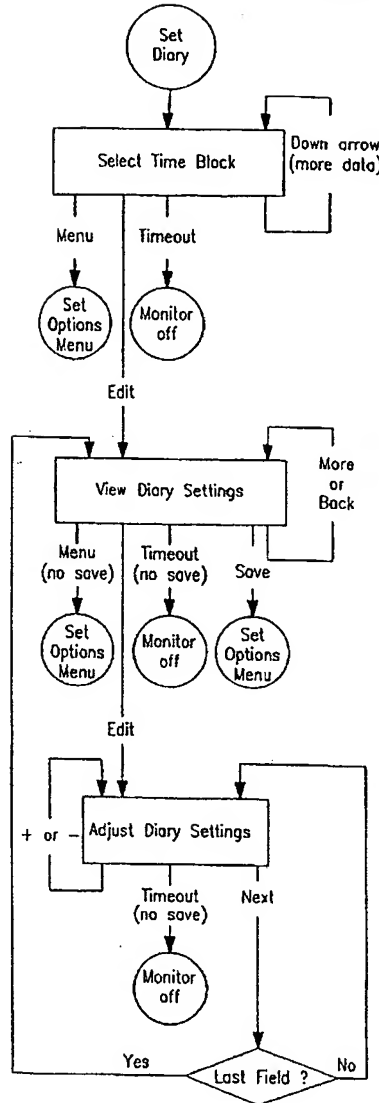 Set
Diary
Select Time Block
Down arrow
(more data)
Menu
Timeout
Set
Options
Menu
Monitor
off
Edit
View Diary Settings
More
or
Back
Menu
(no save)
Timeout
(no save)
Save
Set
Options
Menu
Monitor
off
Set
Options
Menu
Edit
+ or -
Adjust Diary Settings
Timeout
(no save)
Next
Monitor
off
Yes
Last Field ?
No